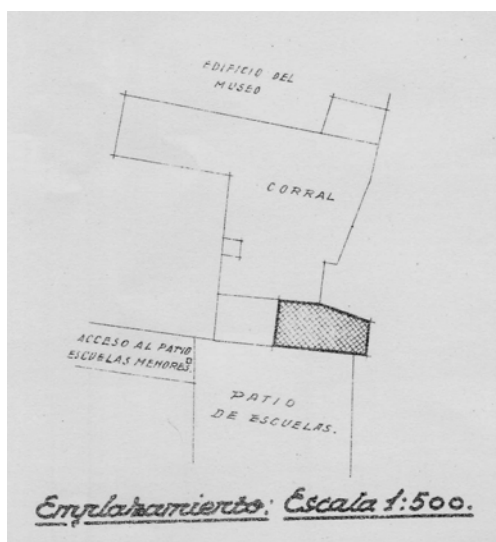 EDIFICIO DEL
MUSEO
CORRAL
ACCESO AL PATIO
ESCUELAS MENORES
PATIO
DE ESCUELAS.
Emplazamiento: Escala 1:500.